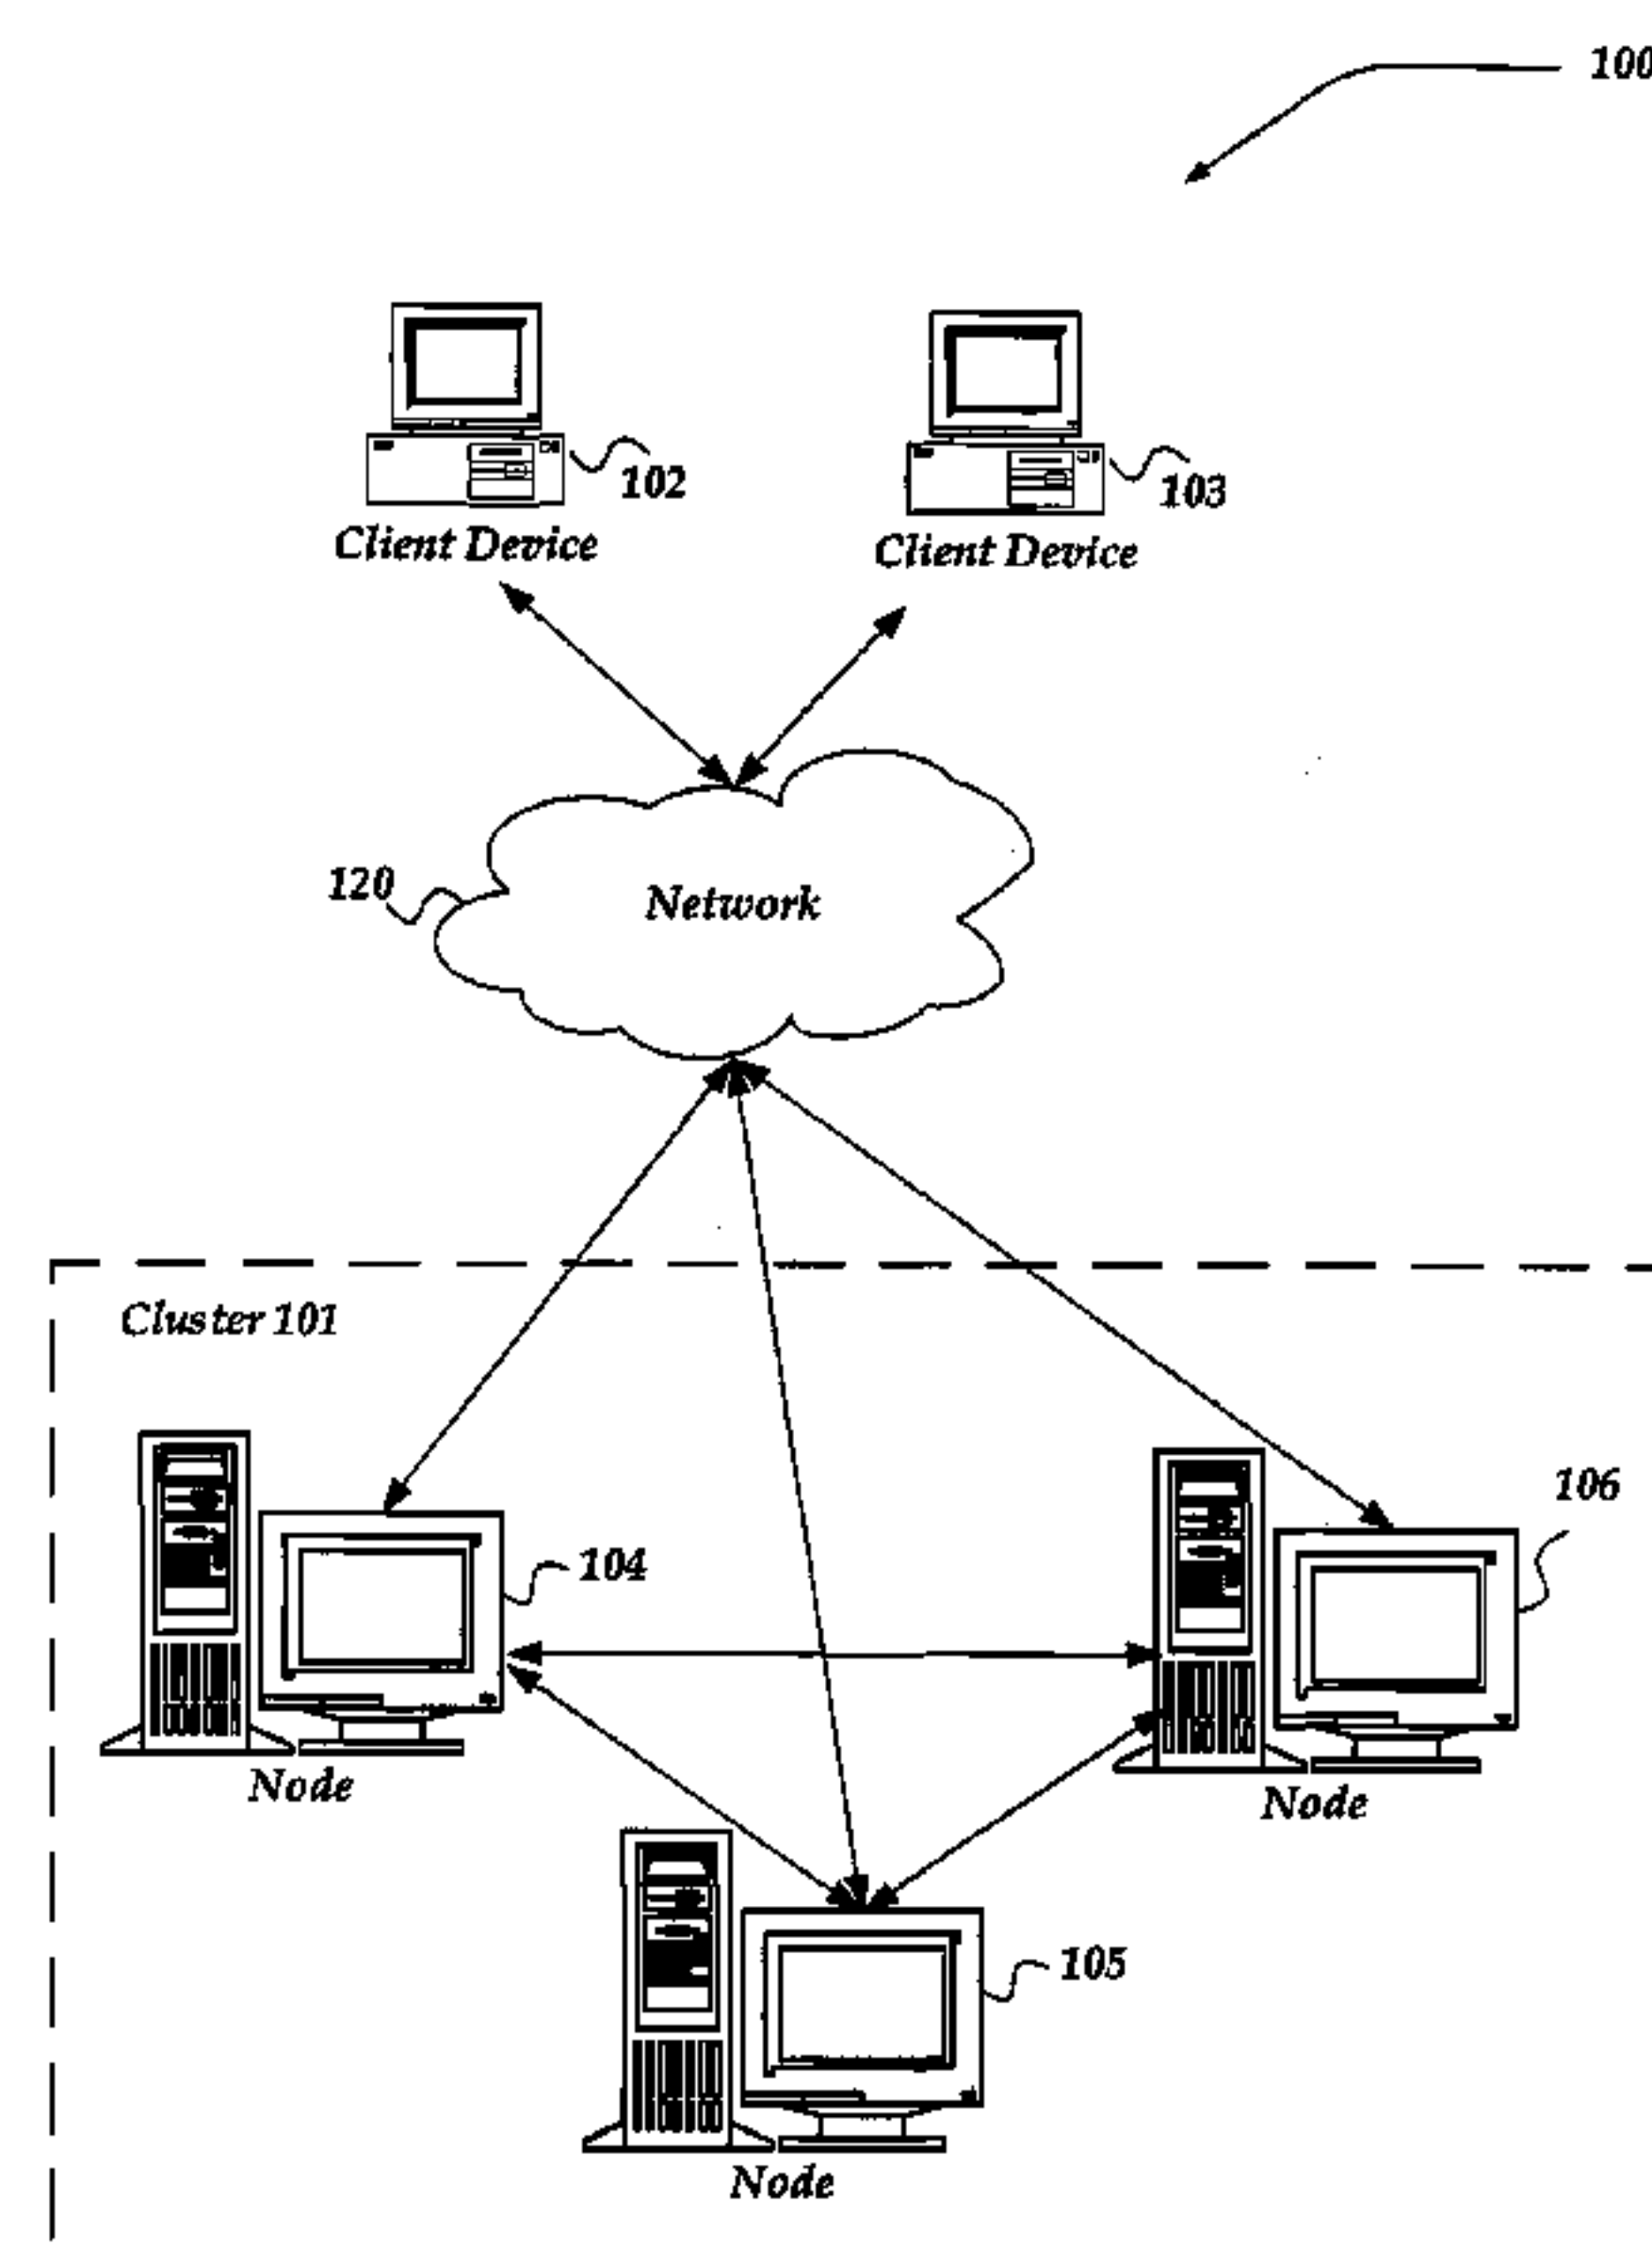 100
102
103
Client Device
Client Device
120
Network
Cluster 101
106
104
Node
Node
105
Node